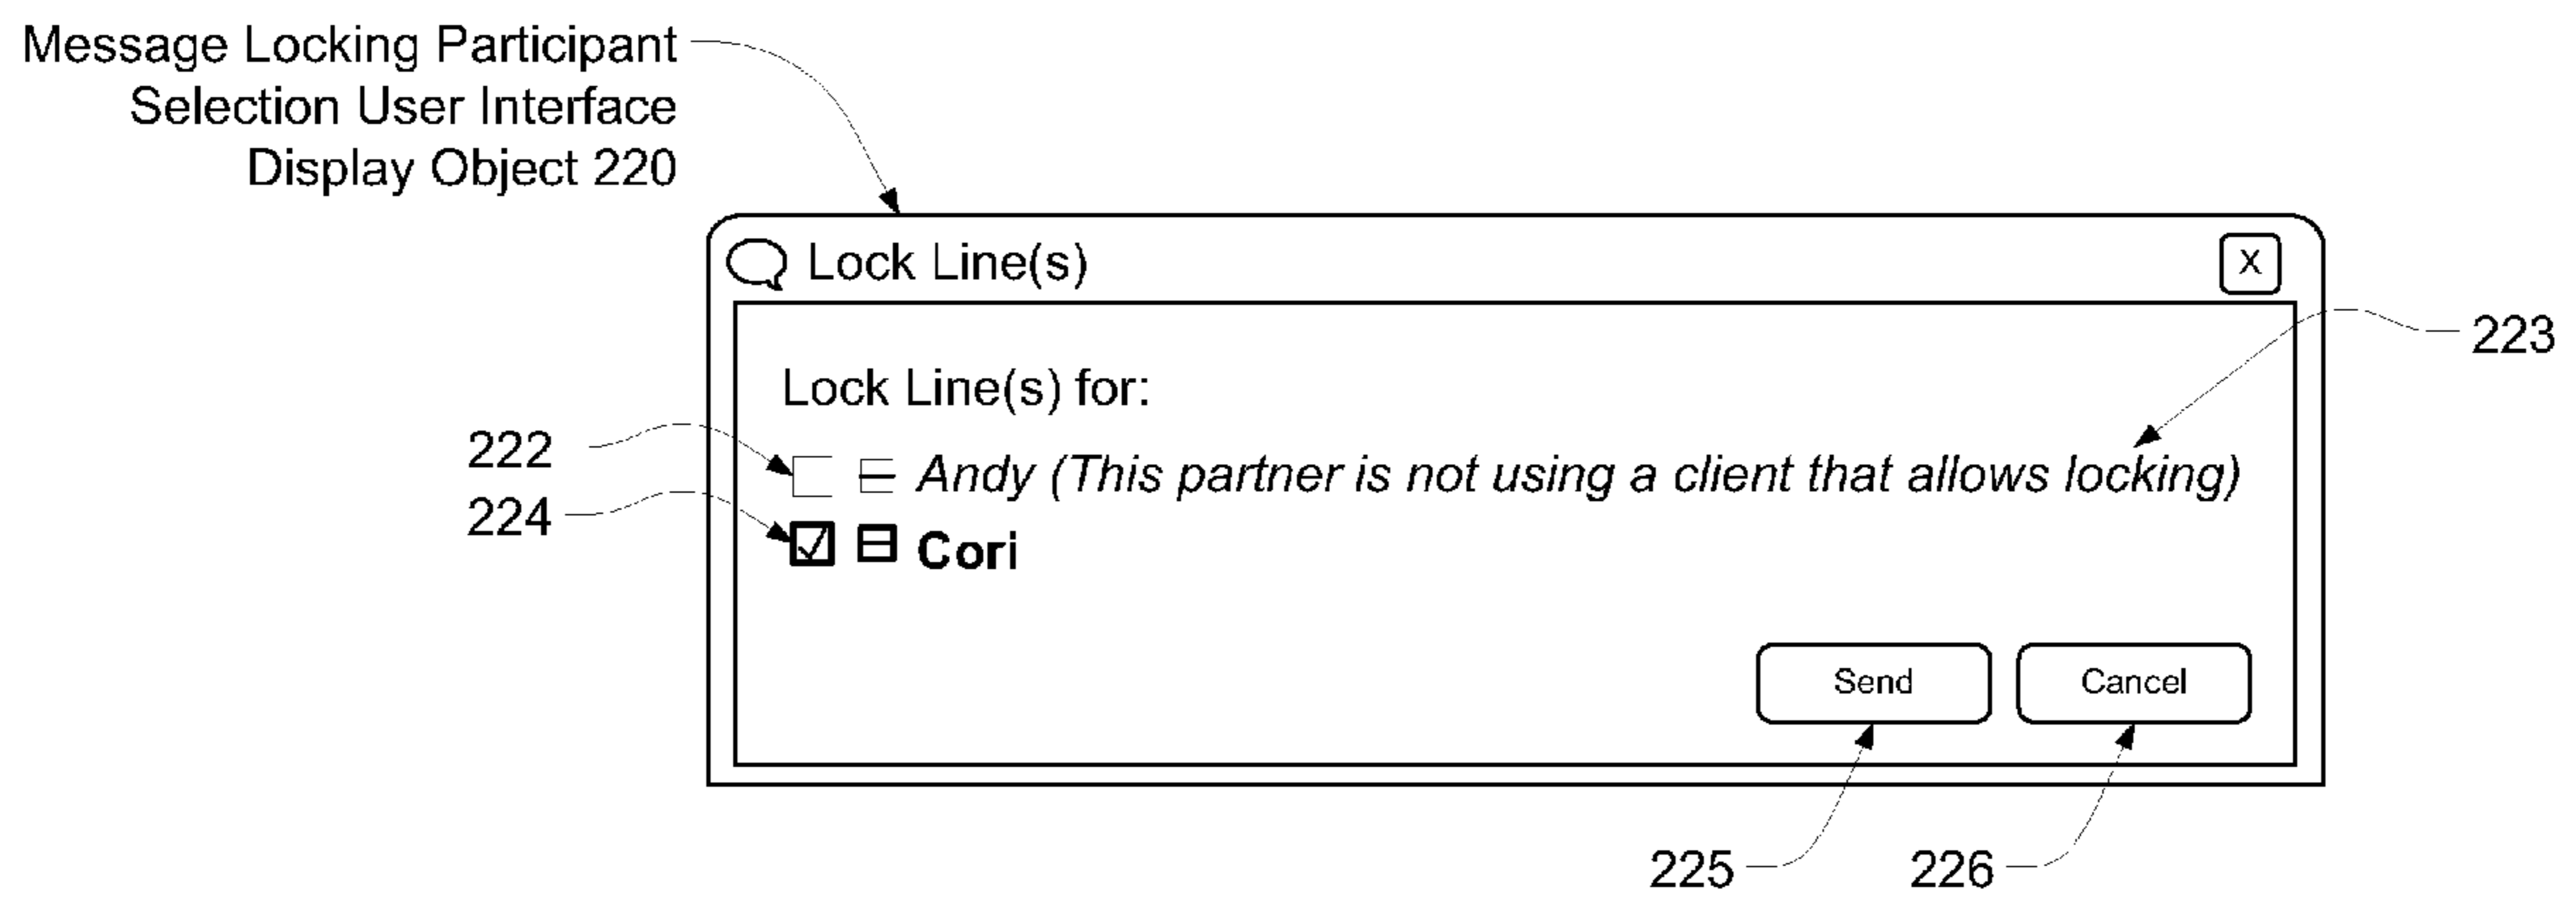 Message Locking Participant
Selection User Interface
Display Object 220
Lock Line(s)
X
223
Lock Line(s) for:
222
Andy (This partner is not using a client that allows locking)
224
Cori
Send
Cancel
225
226